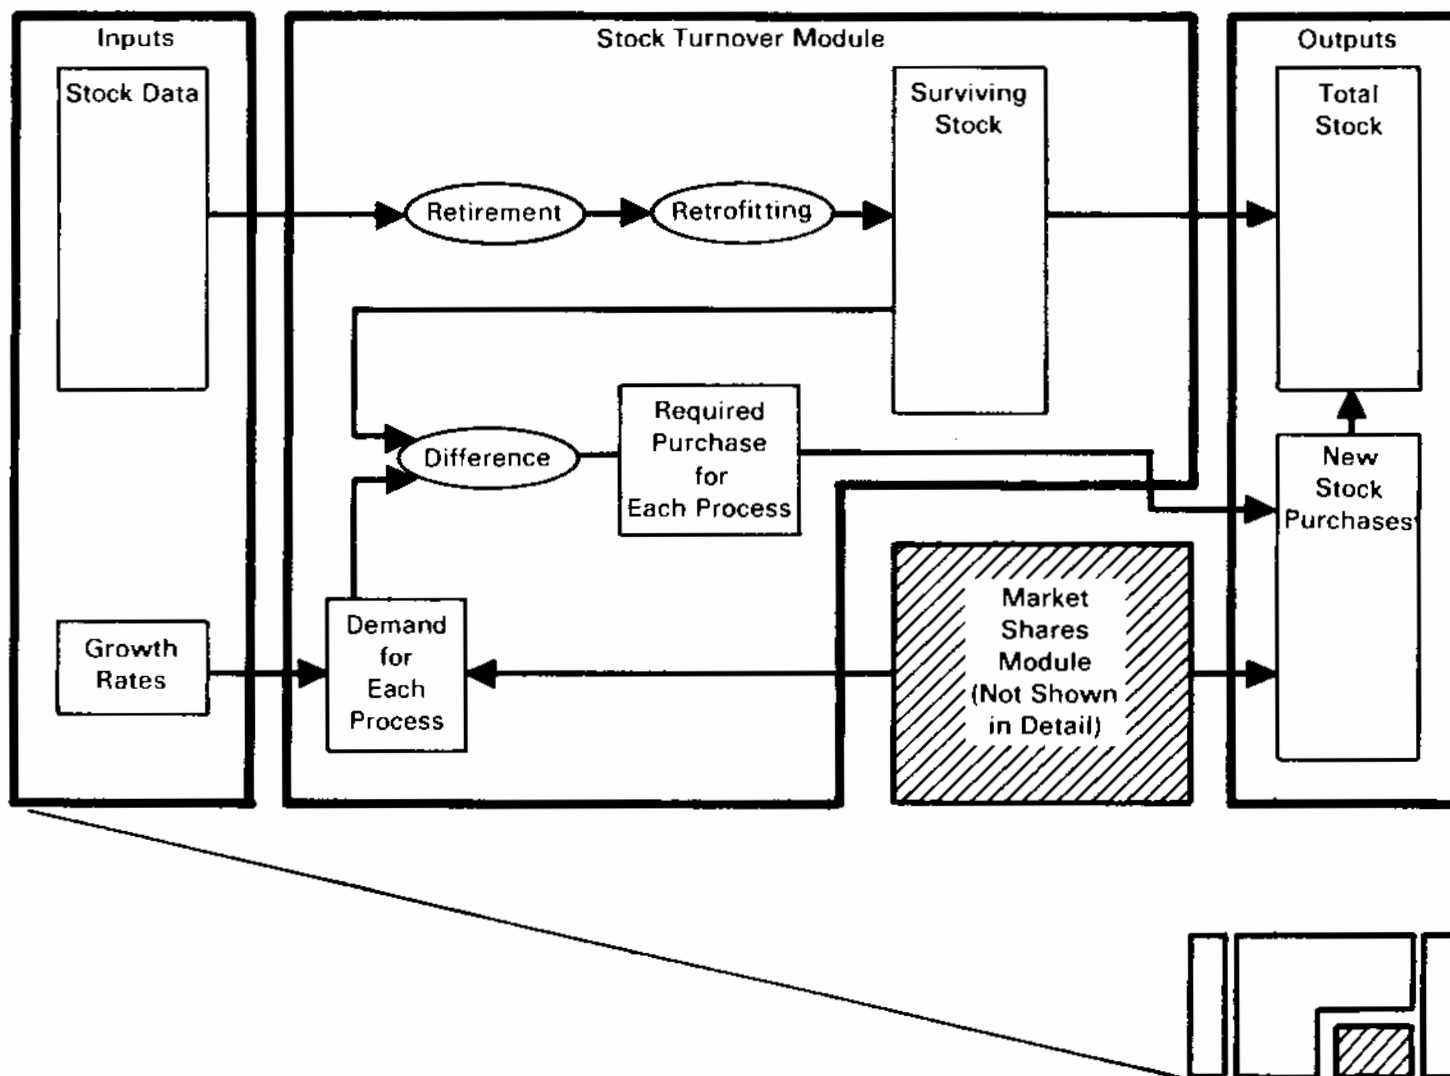 Inputs
Stock Data
Growth
Rates
Stock Turnover Module
Retirement
Retrofitting
Surviving
Stock
Difference
Required
Purchase
for
Each Process
Demand
for
Each
Process
Market
Shares
Module
(Not Shown
in Detail)
Outputs
Total
Stock
New
Stock
Purchases